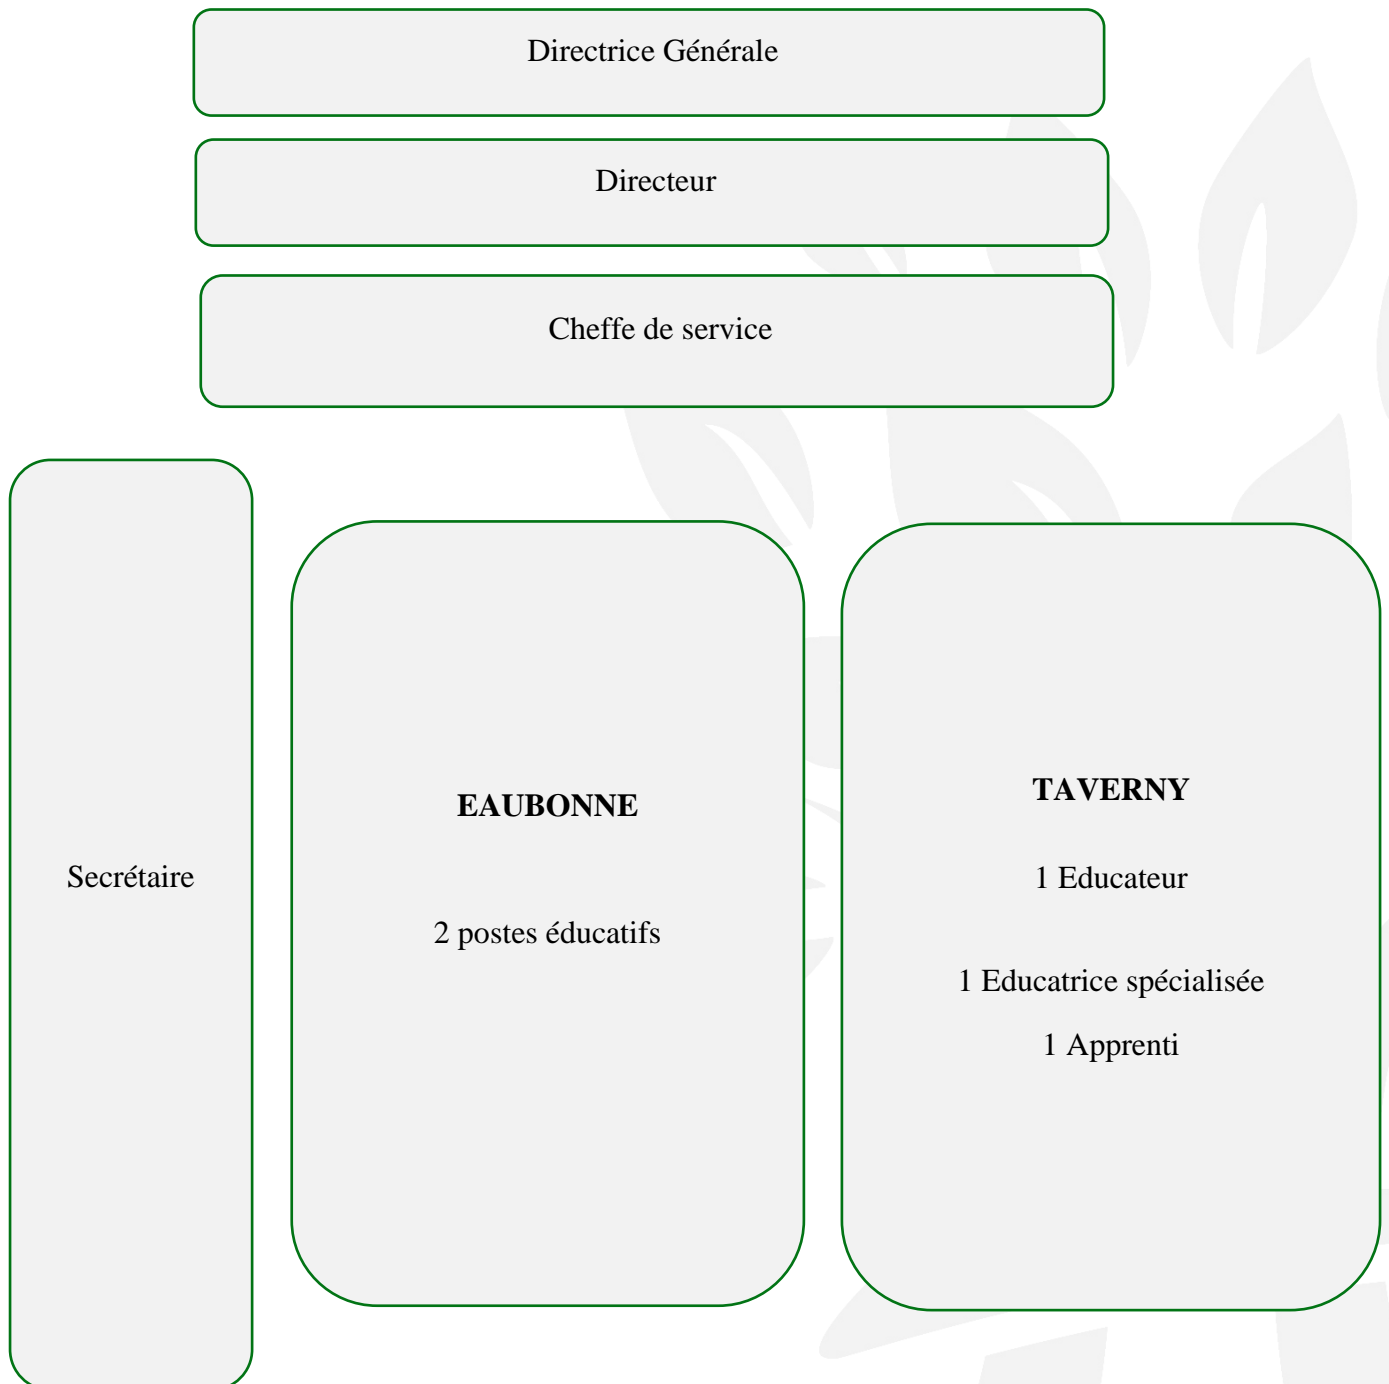 Directrice Générale
Directeur
Cheffe de service
Secrétaire
EAUBONNE
2 postes éducatifs
TAVERNY
1 Educateur
1 Educatrice spécialisée
1 Apprenti